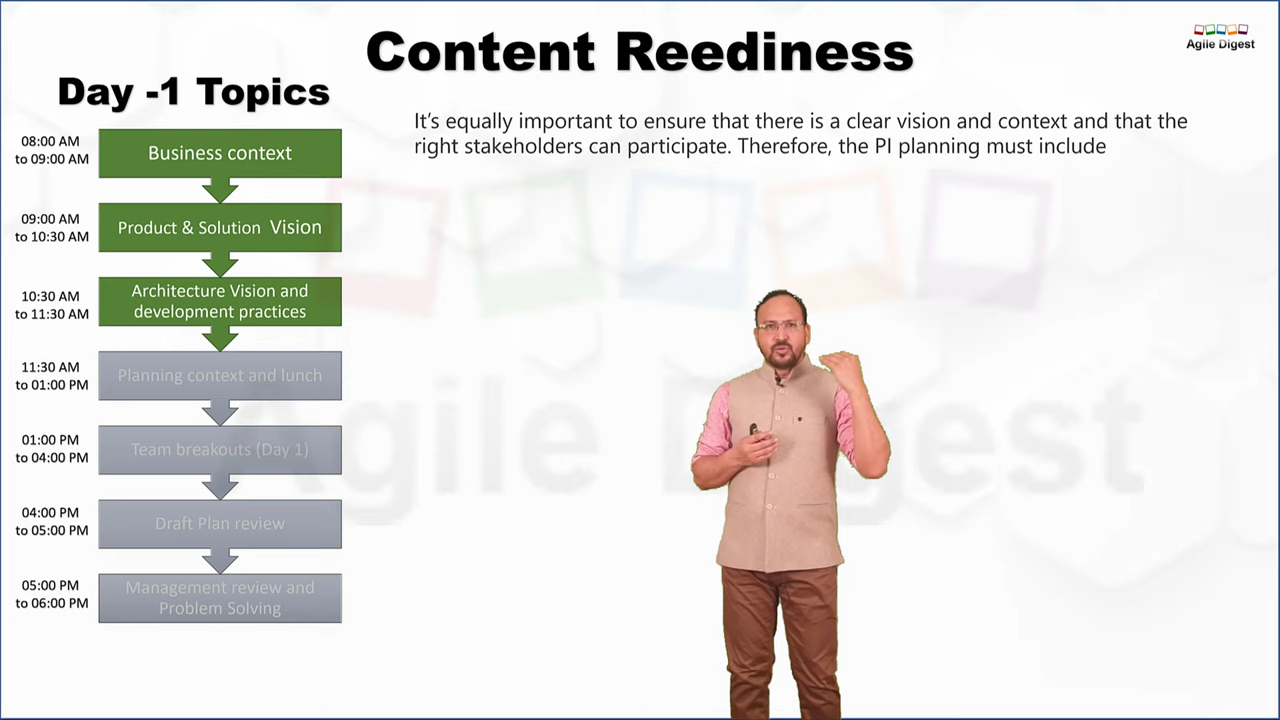 Content Reediness
Agile Digest
Day -1 Topics
It's equally important to ensure that there is a clear vision and context and that the
right stakeholders can participate. Therefore, the PI planning must include
08:00 AM
to 09:00 AM
Business context
09:00 AM
to 10:30 AM
Product & Solution Vision
10:30 AM
to 11:30 AM
Architecture Vision and
development practices
11:30 AM
to 01:00 PM
Planning context and lunch
01:00 PM
to 04:00 PM
Team breakouts (Day 1)
04:00 PM
to 05:00 PM
Draft Plan review
05:00 PM
to 06:00 PM
Management review and
Problem Solving
Agile Digest